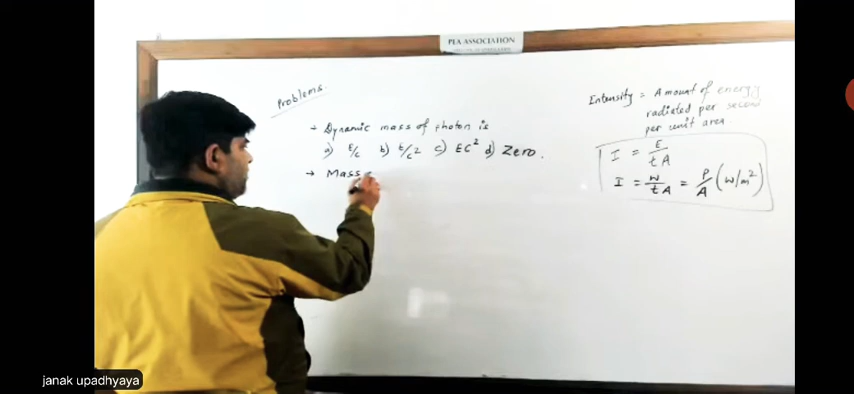 PEA ASSOCIATION
Problems.
→ Dynamic mass of photon is
a) E/c b) E/c2 c) EC2 d) Zero.
→ Mass
Intensity = Amount of energy
radiated per second
per unit area.
I = E/tA
I = W/tA = P/A (W/m2)
janak upadhyaya